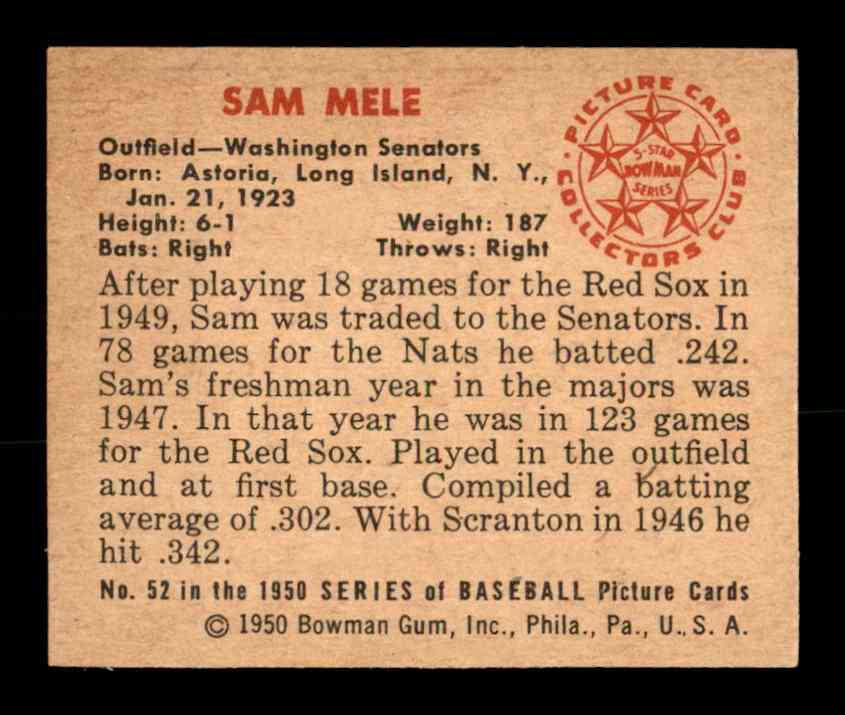 SAM MELE
PICTURE CARD
COLLECTORS CLUB
5-STAR
BOWMAN
SERIES
Outfield—Washington Senators
Born: Astoria, Long Island, N. Y.,
Jan. 21, 1923
Height: 6-1 Weight: 187
Bats: Right Throws: Right
After playing 18 games for the Red Sox in
1949, Sam was traded to the Senators. In
78 games for the Nats he batted .242.
Sam's freshman year in the majors was
1947. In that year he was in 123 games
for the Red Sox. Played in the outfield
and at first base. Compiled a batting
average of .302. With Scranton in 1946 he
hit .342.
No. 52 in the 1950 SERIES of BASEBALL Picture Cards
© 1950 Bowman Gum, Inc., Phila., Pa., U. S. A.